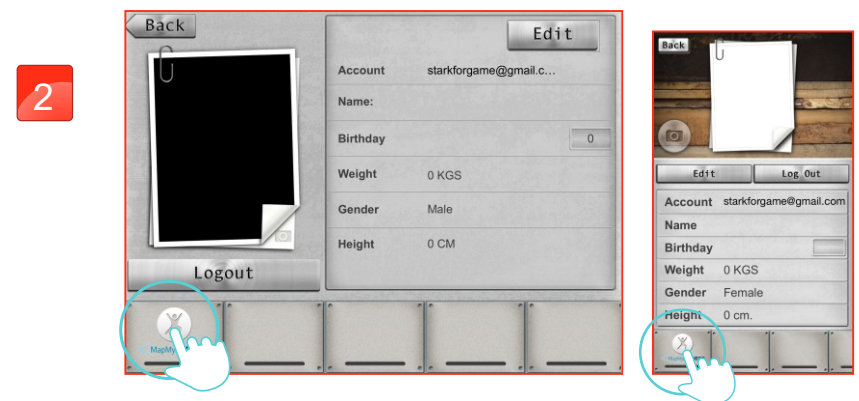 2
Back
Edit
Account starkforgame@gmail.c...
Name:
Birthday 0
Weight 0 KGS
Gender Male
Height 0 CM
Logout
Back
Edit Log Out
Account starkforgame@gmail.com
Name
Birthday
Weight 0 KGS
Gender Female
Height 0 cm.